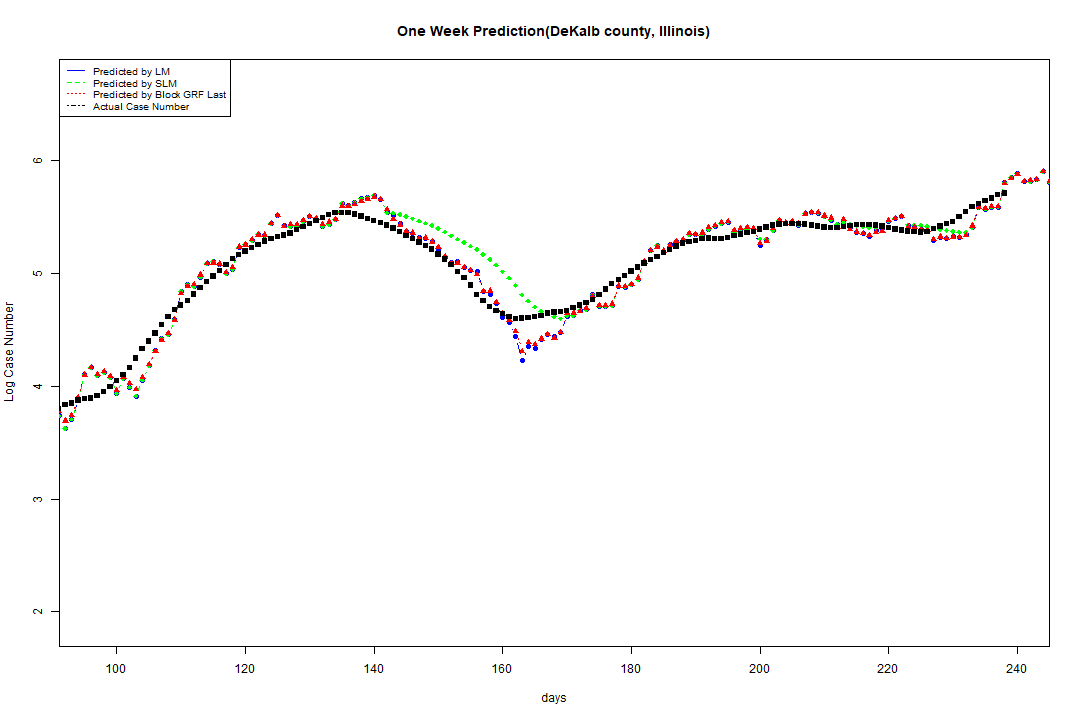 One Week Prediction(DeKalb county, Illinois)
Predicted by LM
Predicted by SLM
Predicted by Block GRF Last
Actual Case Number
6
5
4
3
2
Log Case Number
100 120 140 160 180 200 220 240
days